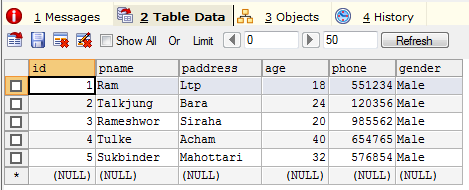 1 Messages 2 Table Data 3 Objects 4 History
Show All Or Limit 0 50 Refresh
id pname paddress age phone gender
1 Ram Ltp 18 551234 Male
2 Talkjung Bara 24 120356 Male
3 Rameshwor Siraha 20 985562 Male
4 Tulke Acham 40 654765 Male
5 Sukbinder Mahottari 32 576854 Male
* (NULL) (NULL) (NULL) (NULL) (NULL) (NULL)